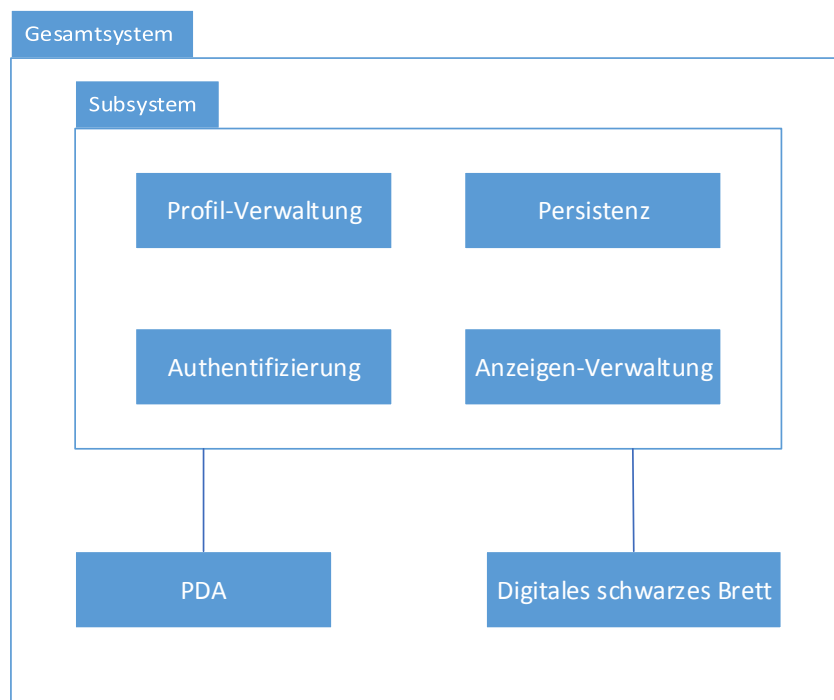 Gesamtsystem
Subsystem
Profil-Verwaltung
Persistenz
Authentifizierung
Anzeigen-Verwaltung
PDA
Digitales schwarzes Brett